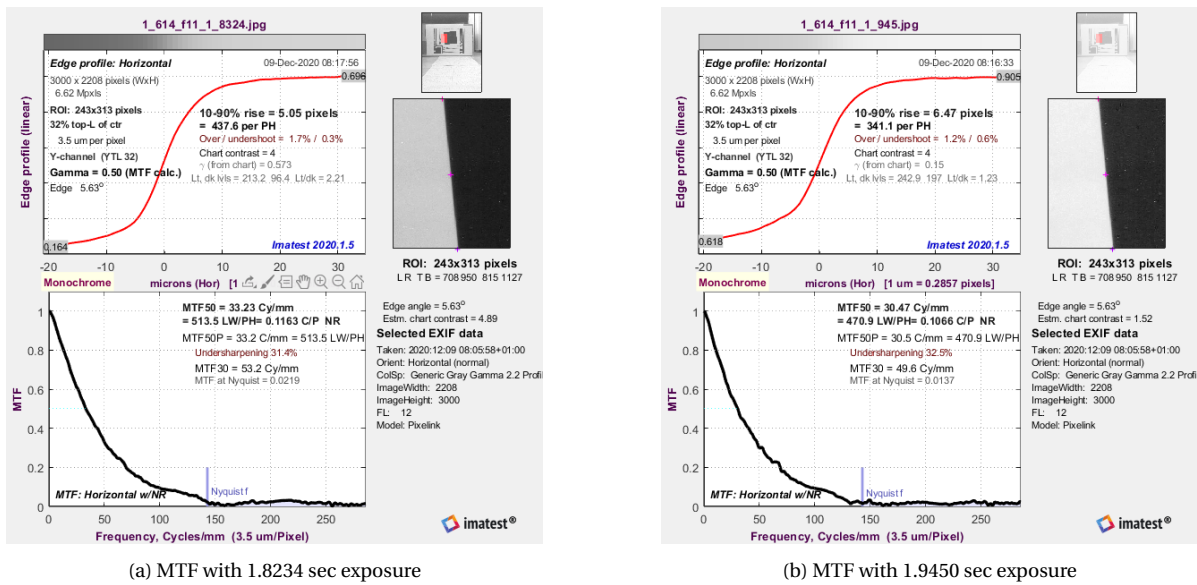 1_614_f11_1_8324.jpg
Edge profile: Horizontal
09-Dec-2020 08:17:56
3000 x 2208 pixels (WxH)
6.62 Mpxls
0.696
ROI: 243x313 pixels
32% top-L of ctr
3.5 um per pixel
Y-channel (YTL 32)
Gamma = 0.50 (MTF calc.)
Edge 5.63o
10-90% rise = 5.05 pixels
= 437.6 per PH
Over / undershoot = 1.7% / 0.3%
Chart contrast = 4
γ (from chart) = 0.573
Lt, dk lvls = 213.2 96.4 Lt/dk = 2.21
Edge profile (linear)
0.164
Imatest 2020.1.5
-20 -10 0 10 20 30
Monochrome
microns (Hor) [1
ROI: 243x313 pixels
L R T B = 708 950 815 1127
MTF50 = 33.23 Cy/mm
= 513.5 LW/PH= 0.1163 C/P NR
MTF50P = 33.2 C/mm = 513.5 LW/PH
Undersharpening 31.4%
MTF30 = 53.2 Cy/mm
MTF at Nyquist = 0.0219
1
0.8
0.6
0.4
0.2
0
MTF
MTF: Horizontal w/NR
Nyquist f
0 50 100 150 200 250
Frequency, Cycles/mm (3.5 um/Pixel)
Edge angle = 5.63o
Estm. chart contrast = 4.89
Selected EXIF data
Taken: 2020:12:09 08:05:58+01:00
Orient: Horizontal (normal)
ColSp: Generic Gray Gamma 2.2 Profi
ImageWidth: 2208
ImageHeight: 3000
FL: 12
Model: Pixelink
imatest®
(a) MTF with 1.8234 sec exposure
1_614_f11_1_945.jpg
Edge profile: Horizontal
09-Dec-2020 08:16:33
3000 x 2208 pixels (WxH)
6.62 Mpxls
0.905
ROI: 243x313 pixels
32% top-L of ctr
3.5 um per pixel
Y-channel (YTL 32)
Gamma = 0.50 (MTF calc.)
Edge 5.63o
10-90% rise = 6.47 pixels
= 341.1 per PH
Over / undershoot = 1.2% / 0.6%
Chart contrast = 4
γ (from chart) = 0.15
Lt, dk lvls = 242.9 197 Lt/dk = 1.23
Edge profile (linear)
0.618
Imatest 2020.1.5
-20 -10 0 10 20 30
Monochrome
microns (Hor) [1 um = 0.2857 pixels]
ROI: 243x313 pixels
L R T B = 708 950 815 1127
MTF50 = 30.47 Cy/mm
= 470.9 LW/PH= 0.1066 C/P NR
MTF50P = 30.5 C/mm = 470.9 LW/PH
Undersharpening 32.5%
MTF30 = 49.6 Cy/mm
MTF at Nyquist = 0.0137
1
0.8
0.6
0.4
0.2
0
MTF
MTF: Horizontal w/NR
Nyquist f
0 50 100 150 200 250
Frequency, Cycles/mm (3.5 um/Pixel)
Edge angle = 5.63o
Estm. chart contrast = 1.52
Selected EXIF data
Taken: 2020:12:09 08:05:58+01:00
Orient: Horizontal (normal)
ColSp: Generic Gray Gamma 2.2 Profi
ImageWidth: 2208
ImageHeight: 3000
FL: 12
Model: Pixelink
imatest®
(b) MTF with 1.9450 sec exposure